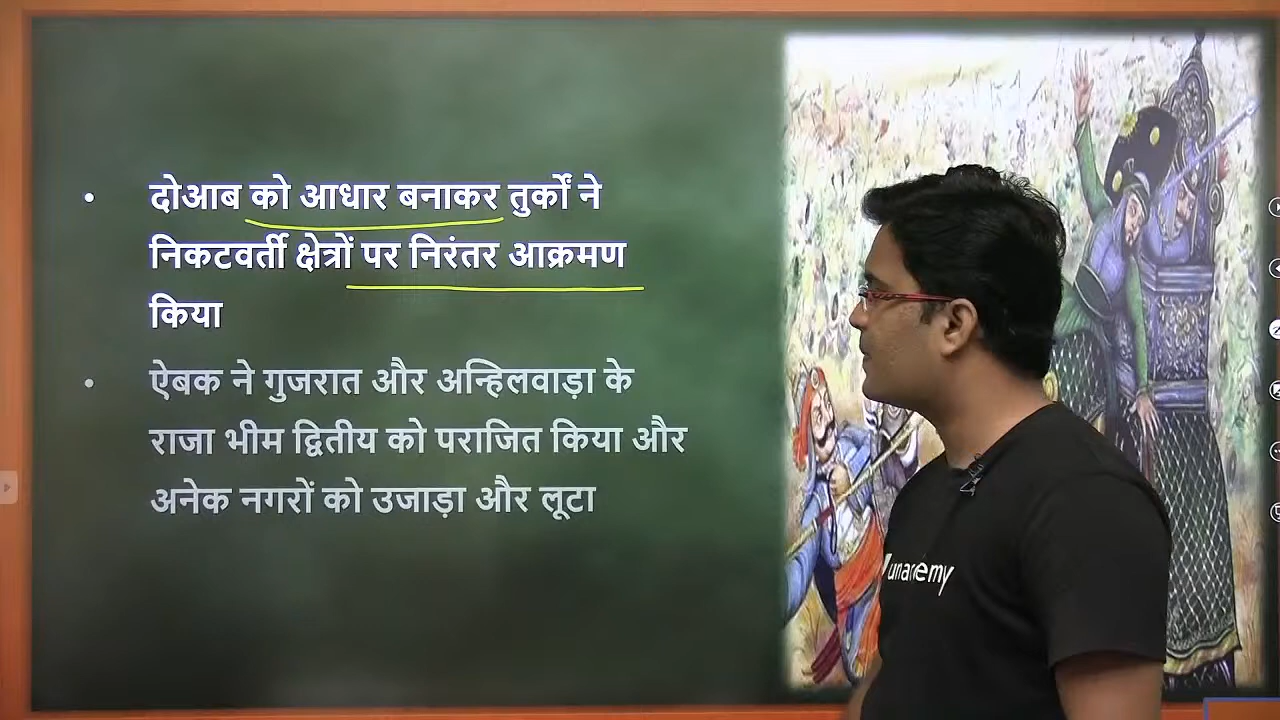 • दोआब को आधार बनाकर तुर्कों ने
निकटवर्ती क्षेत्रों पर निरंतर आक्रमण
किया
• ऐबक ने गुजरात और अन्हिलवाड़ा के
राजा भीम द्वितीय को पराजित किया और
अनेक नगरों को उजाड़ा और लूटा
unacademy